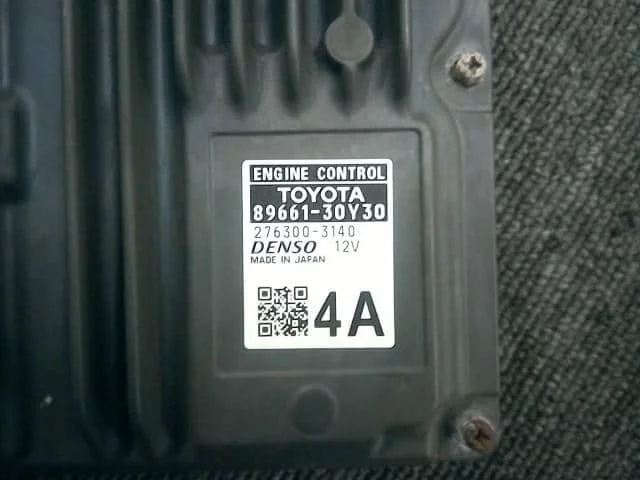 ENGINE CONTROL
TOYOTA
89661-30Y30
276300-3140
DENSO 12V
MADE IN JAPAN
4A